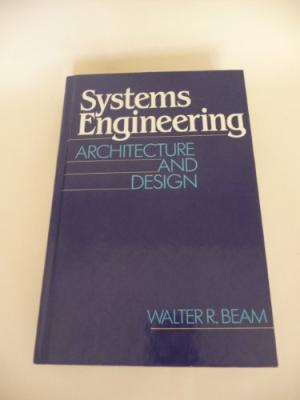 Systems
Engineering
ARCHITECTURE
AND
DESIGN
WALTER R. BEAM